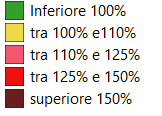 Inferiore 100%
tra 100% e110%
tra 110% e 125%
tra 125% e 150%
superiore 150%